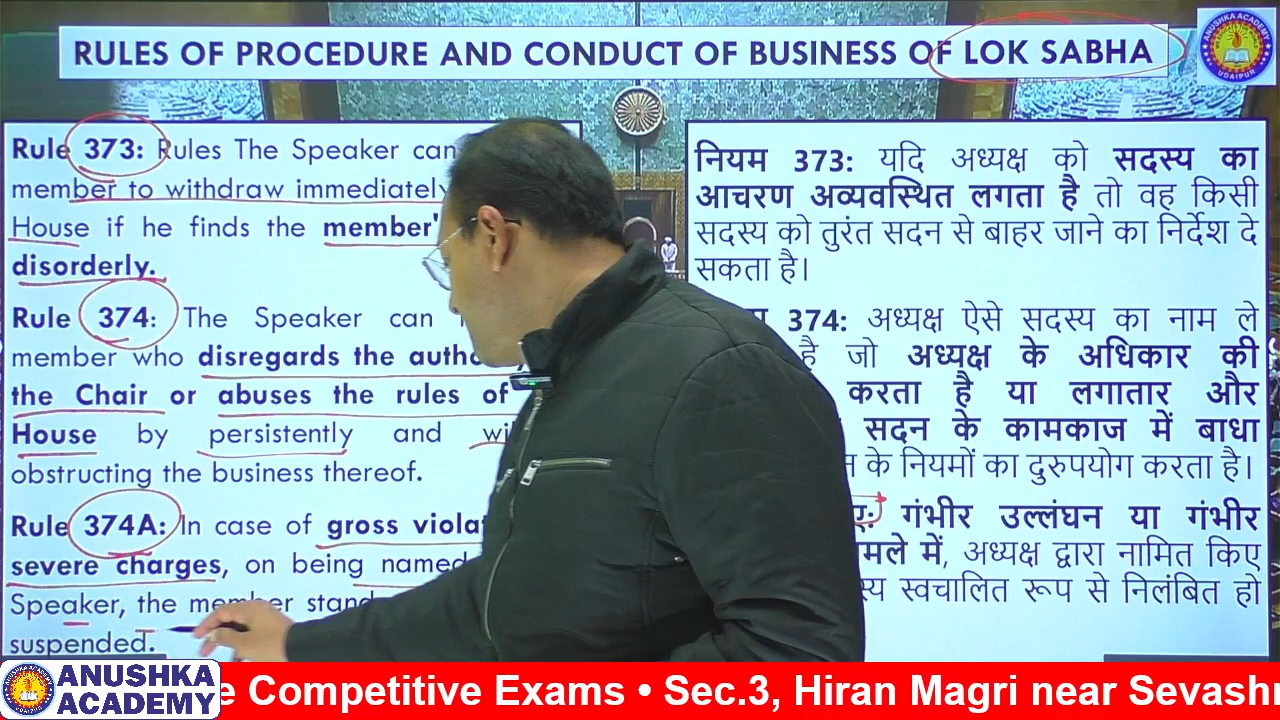 RULES OF PROCEDURE AND CONDUCT OF BUSINESS OF LOK SABHA
ANUSHKA ACADEMY
UDAIPUR
Rule 373: Rules The Speaker can
member to withdraw immediately
House if he finds the member'
disorderly.
Rule 374: The Speaker can
member who disregards the
the Chair or abuses the rules of
House by persistently and
obstructing the business thereof.
Rule 374A: In case of gross
severe charges, on being named
Speaker, the member
suspended.
नियम 373: यदि अध्यक्ष को सदस्य का
आचरण अव्यवस्थित लगता है तो वह किसी
सदस्य को तुरंत सदन से बाहर जाने का निर्देश दे
सकता है।
374: अध्यक्ष ऐसे सदस्य का नाम ले
है जो अध्यक्ष के अधिकार की
करता है या लगातार और
सदन के कामकाज में बाधा
के नियमों का दुरुपयोग करता है।
गंभीर उल्लंघन या गंभीर
में, अध्यक्ष द्वारा नामित किए
स्वचालित रूप से निलंबित हो
ANUSHKA
ACADEMY
Competitive Exams • Sec.3, Hiran Magri near